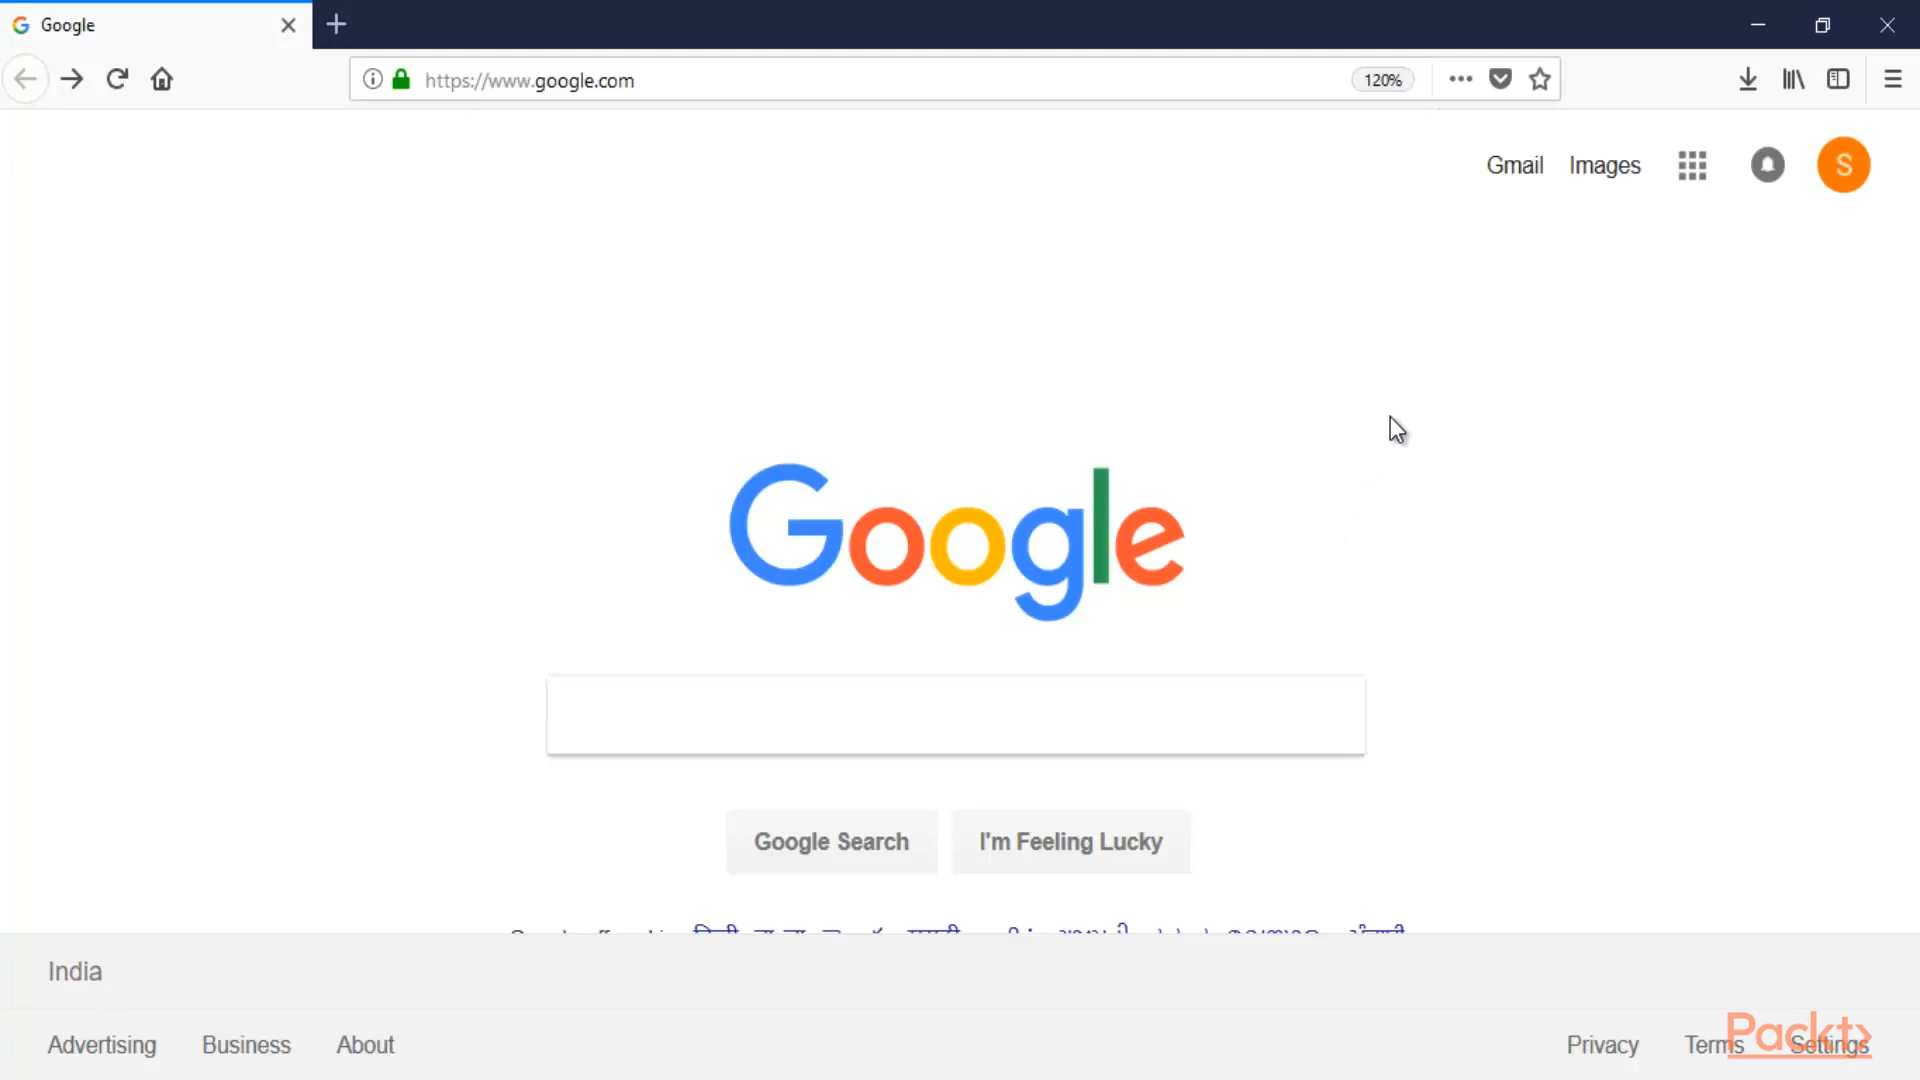 Google
https://www.google.com
120%
Gmail Images
S
Google
Google Search I'm Feeling Lucky
India
Advertising Business About
Privacy Terms Settings
Packt